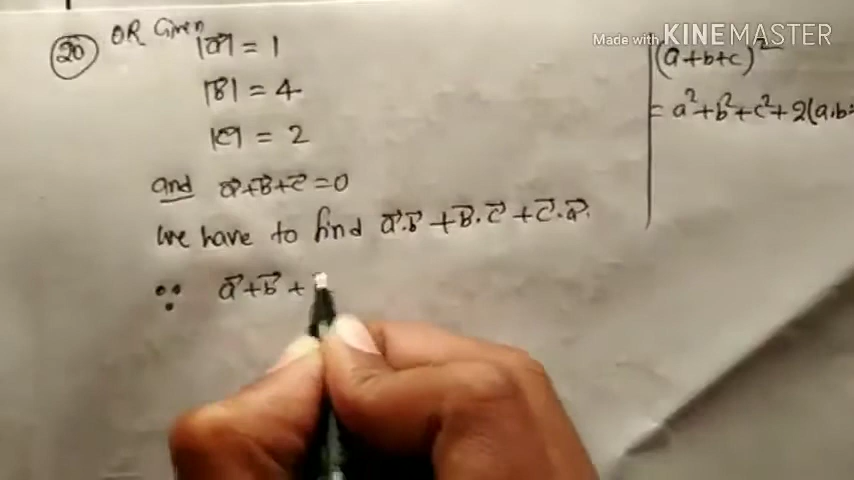 Made with KINEMASTER
20 OR Given
|a⃗| = 1
|b⃗| = 4
|c⃗| = 2
and a⃗+b⃗+c⃗ = 0
We have to find a⃗.b⃗ + b⃗.c⃗ + c⃗.a⃗.
∵ a⃗+b⃗+
(a+b+c)²
= a²+b²+c²+2(a.b